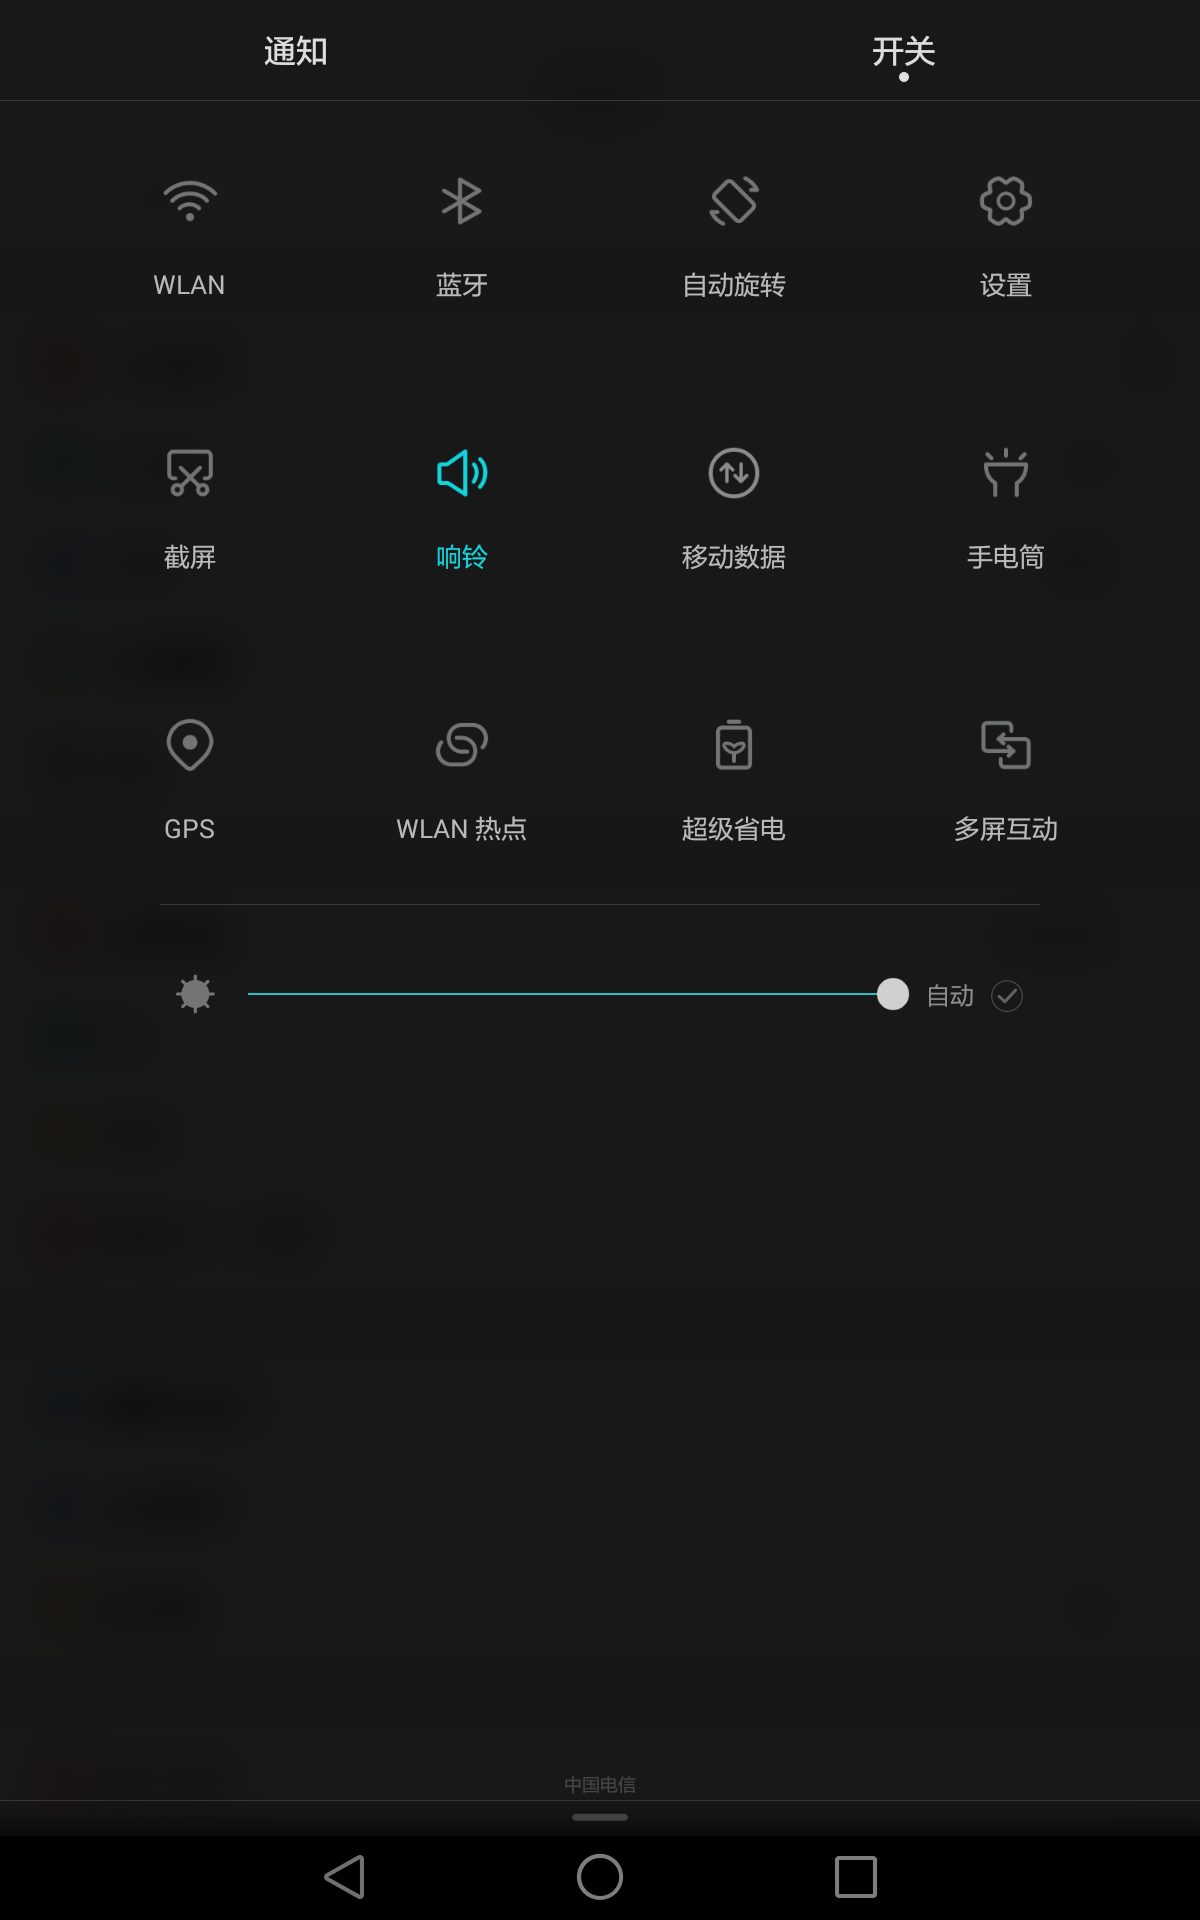 通知 开关
WLAN 蓝牙 自动旋转 设置
截屏 响铃 移动数据 手电筒
GPS WLAN 热点 超级省电 多屏互动
自动
中国电信